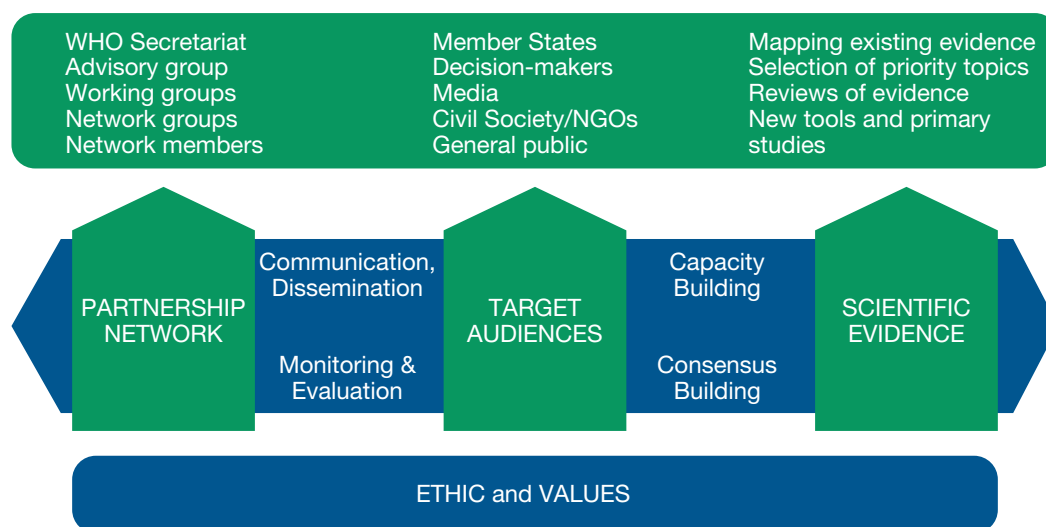 WHO Secretariat
Advisory group
Working groups
Network groups
Network members
Member States
Decision-makers
Media
Civil Society/NGOs
General public
Mapping existing evidence
Selection of priority topics
Reviews of evidence
New tools and primary
studies
PARTNERSHIP
NETWORK
Communication,
Dissemination
Monitoring &
Evaluation
TARGET
AUDIENCES
Capacity
Building
Consensus
Building
SCIENTIFIC
EVIDENCE
ETHIC and VALUES